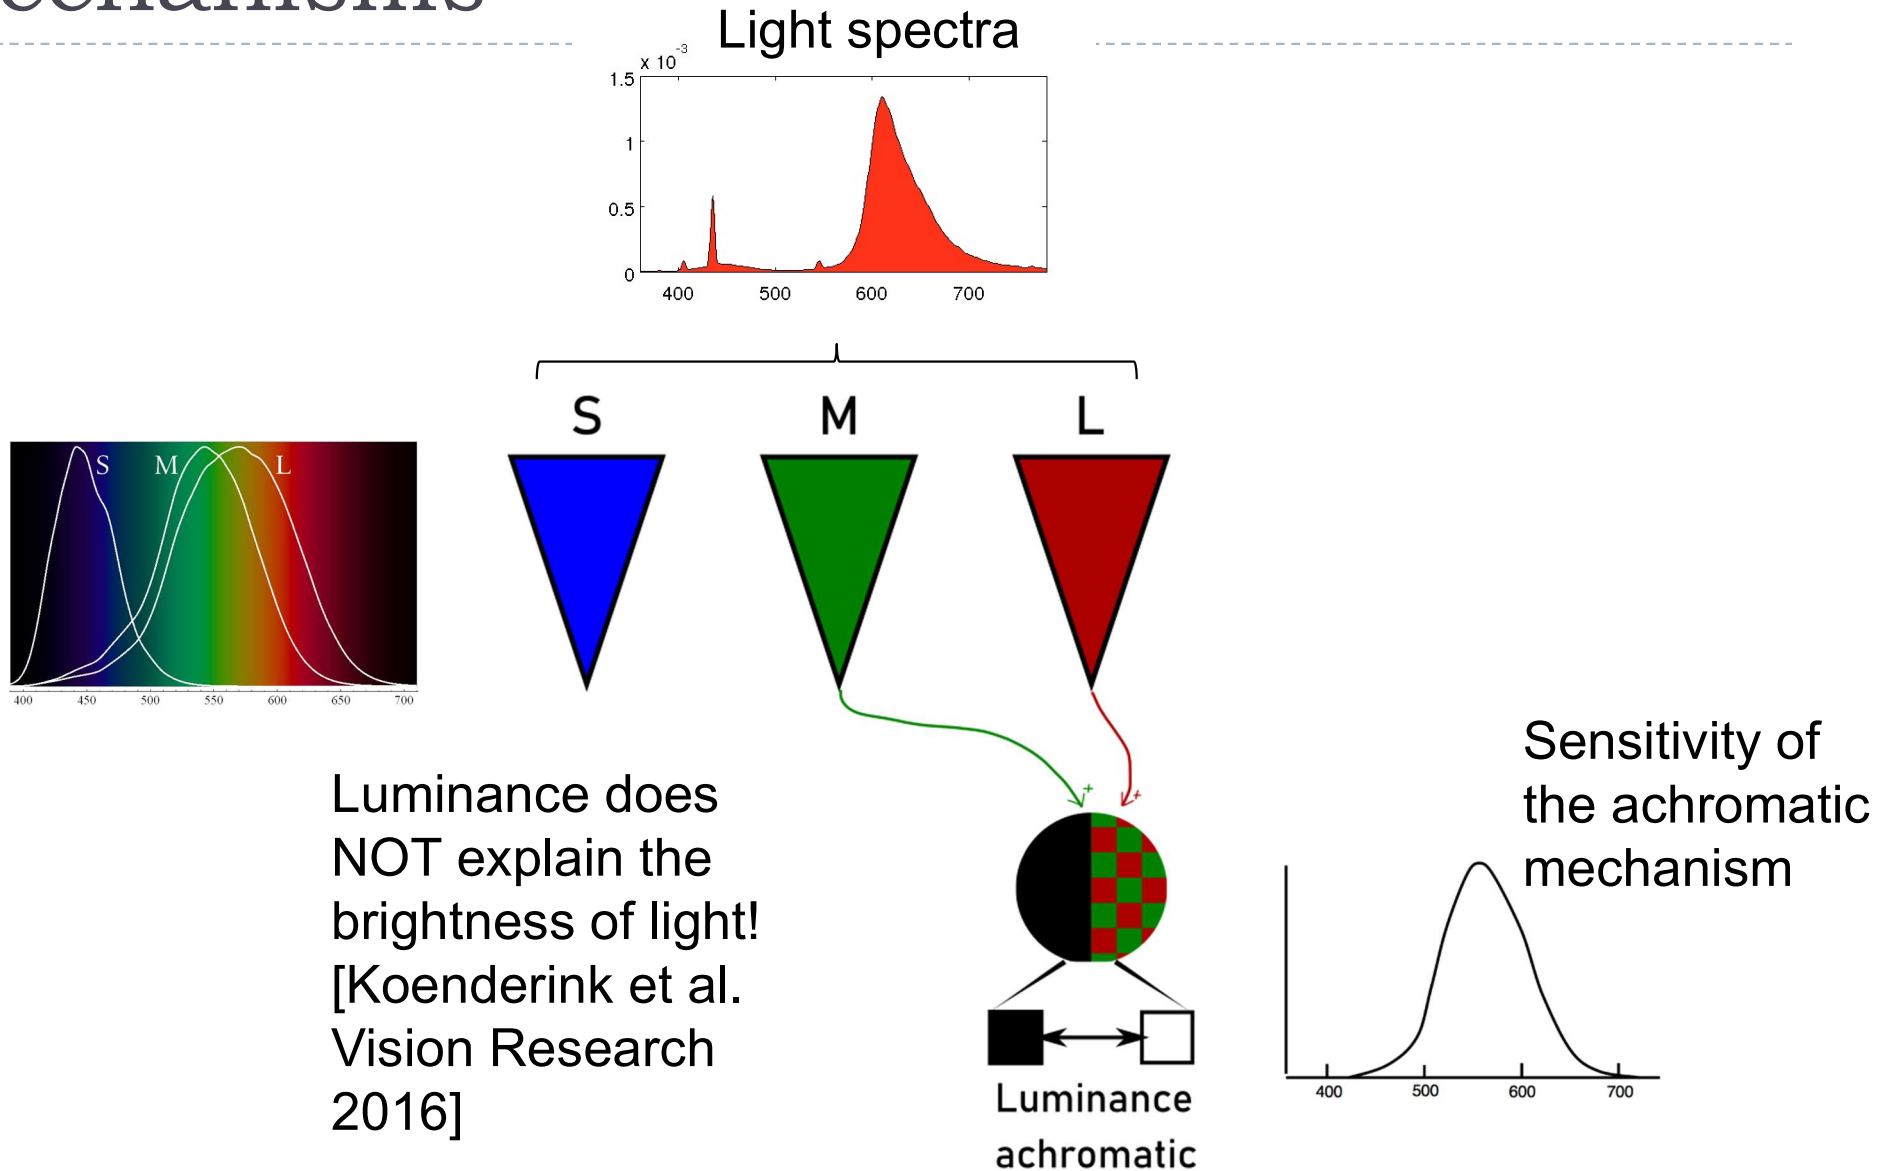 Light spectra
x 10
-3
1.5
1
0.5
0
400 500 600 700
S M L
S M L
400 450 500 550 600 650 700
+ +
Luminance does
NOT explain the
brightness of light!
[Koenderink et al.
Vision Research
2016]
Luminance
achromatic
Sensitivity of
the achromatic
mechanism
400 500 600 700